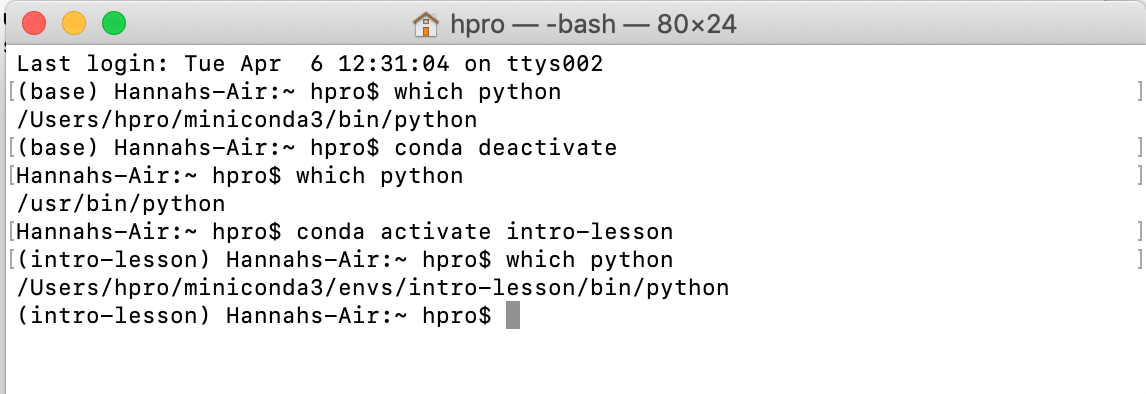 hpro — -bash — 80×24
Last login: Tue Apr  6 12:31:04 on ttys002
[(base) Hannahs-Air:~ hpro$ which python ]
/Users/hpro/miniconda3/bin/python
[(base) Hannahs-Air:~ hpro$ conda deactivate ]
[Hannahs-Air:~ hpro$ which python ]
/usr/bin/python
[Hannahs-Air:~ hpro$ conda activate intro-lesson ]
[(intro-lesson) Hannahs-Air:~ hpro$ which python ]
/Users/hpro/miniconda3/envs/intro-lesson/bin/python
(intro-lesson) Hannahs-Air:~ hpro$